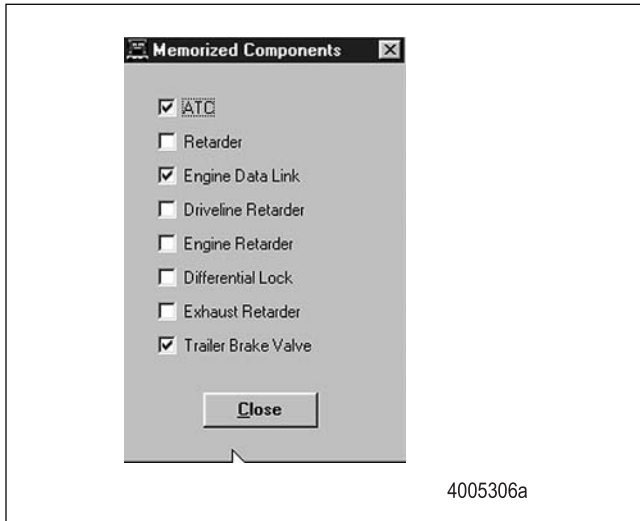 Memorized Components
ATC
Retarder
Engine Data Link
Driveline Retarder
Engine Retarder
Differential Lock
Exhaust Retarder
Trailer Brake Valve
Close
4005306a